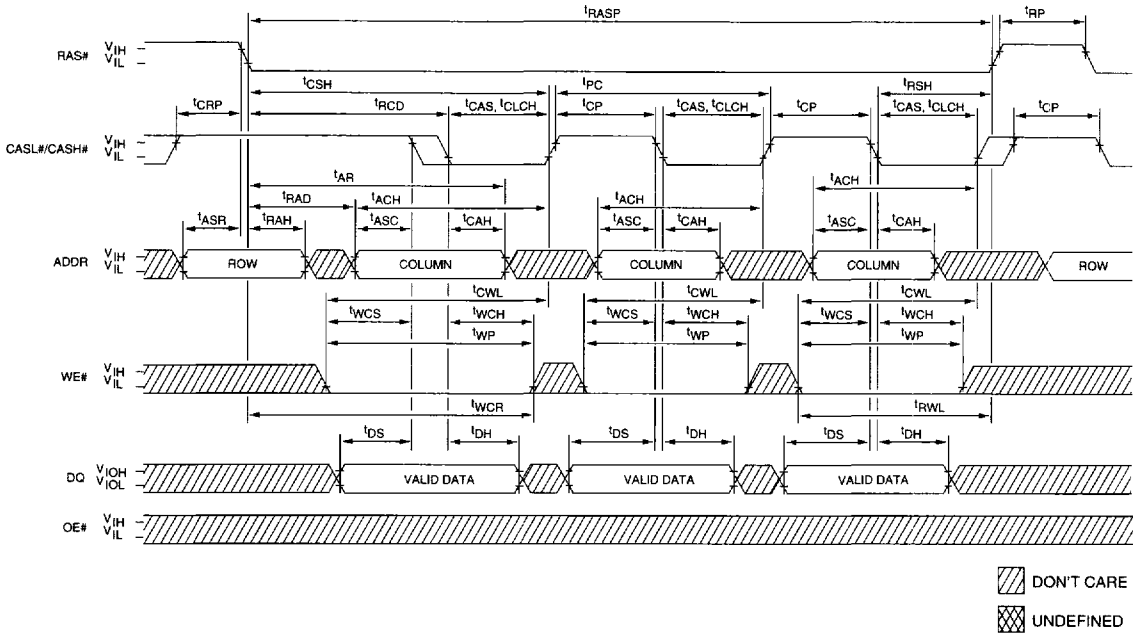 tRASP
tRP
RAS# VIH
VIL
tCSH tPC tRSH
tCRP tRCD tCAS, tCLCH tCP tCAS, tCLCH tCP tCAS, tCLCH tCP
CASL#/CASH# VIH
VIL
tAR
tRAD tACH tACH tACH
tASR tRAH tASC tCAH tASC tCAH tASC tCAH
ADDR VIH
VIL
ROW COLUMN COLUMN COLUMN ROW
tCWL tCWL tCWL
tWCS tWCH tWCS tWCH tWCS tWCH
tWP tWP tWP
WE# VIH
VIL
tWCR tRWL
tDS tDH tDS tDH tDS tDH
DQ VIOH
VIOL
VALID DATA VALID DATA VALID DATA
OE# VIH
VIL
DON'T CARE
UNDEFINED